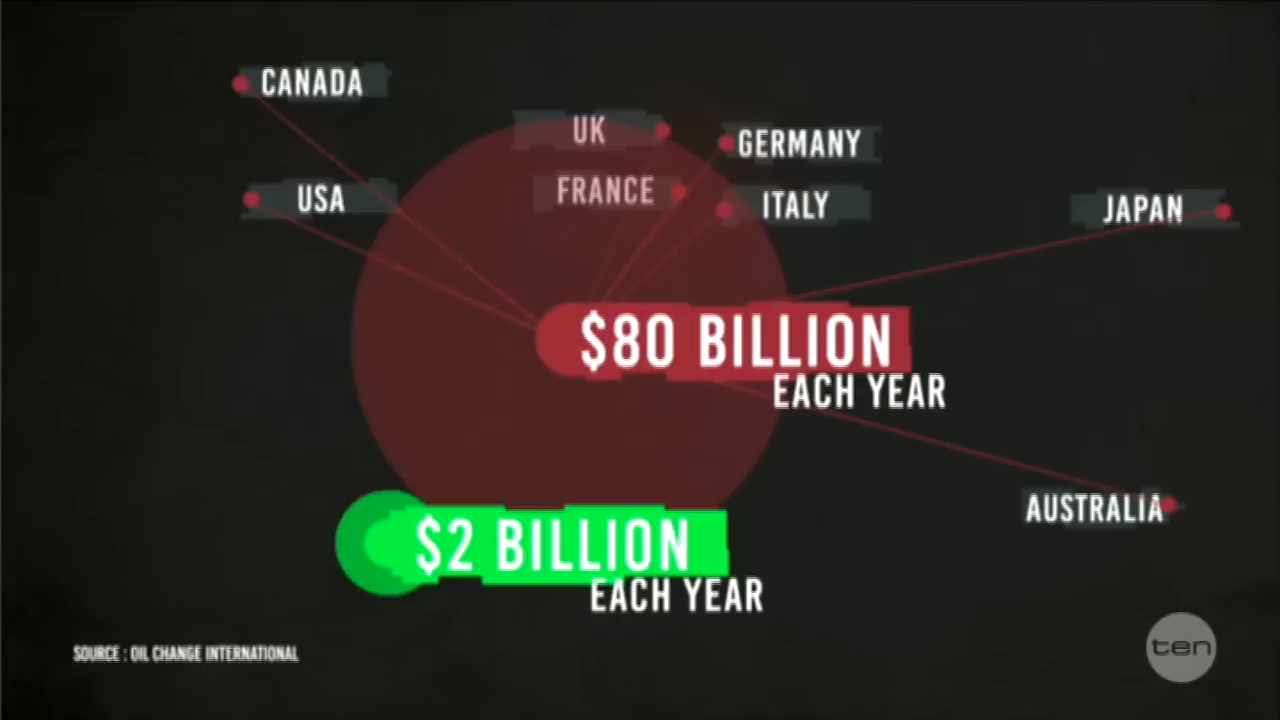 CANADA
UK
GERMANY
USA
FRANCE
ITALY
JAPAN
$80 BILLION
EACH YEAR
AUSTRALIA
$2 BILLION
EACH YEAR
SOURCE : OIL CHANGE INTERNATIONAL
ten